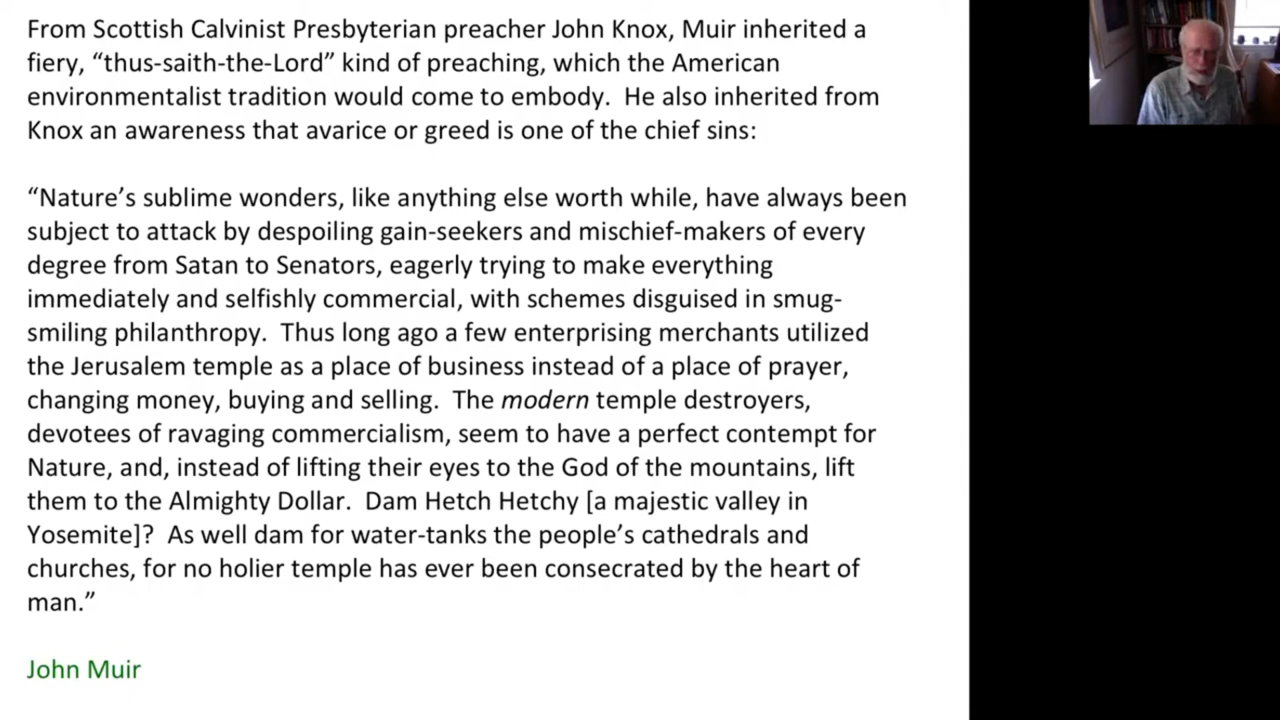 From Scottish Calvinist Presbyterian preacher John Knox, Muir inherited a
fiery, “thus-saith-the-Lord” kind of preaching, which the American
environmentalist tradition would come to embody.  He also inherited from
Knox an awareness that avarice or greed is one of the chief sins:
“Nature’s sublime wonders, like anything else worth while, have always been
subject to attack by despoiling gain-seekers and mischief-makers of every
degree from Satan to Senators, eagerly trying to make everything
immediately and selfishly commercial, with schemes disguised in smug-
smiling philanthropy.  Thus long ago a few enterprising merchants utilized
the Jerusalem temple as a place of business instead of a place of prayer,
changing money, buying and selling.  The modern temple destroyers,
devotees of ravaging commercialism, seem to have a perfect contempt for
Nature, and, instead of lifting their eyes to the God of the mountains, lift
them to the Almighty Dollar.  Dam Hetch Hetchy [a majestic valley in
Yosemite]?  As well dam for water-tanks the people’s cathedrals and
churches, for no holier temple has ever been consecrated by the heart of
man.”
John Muir